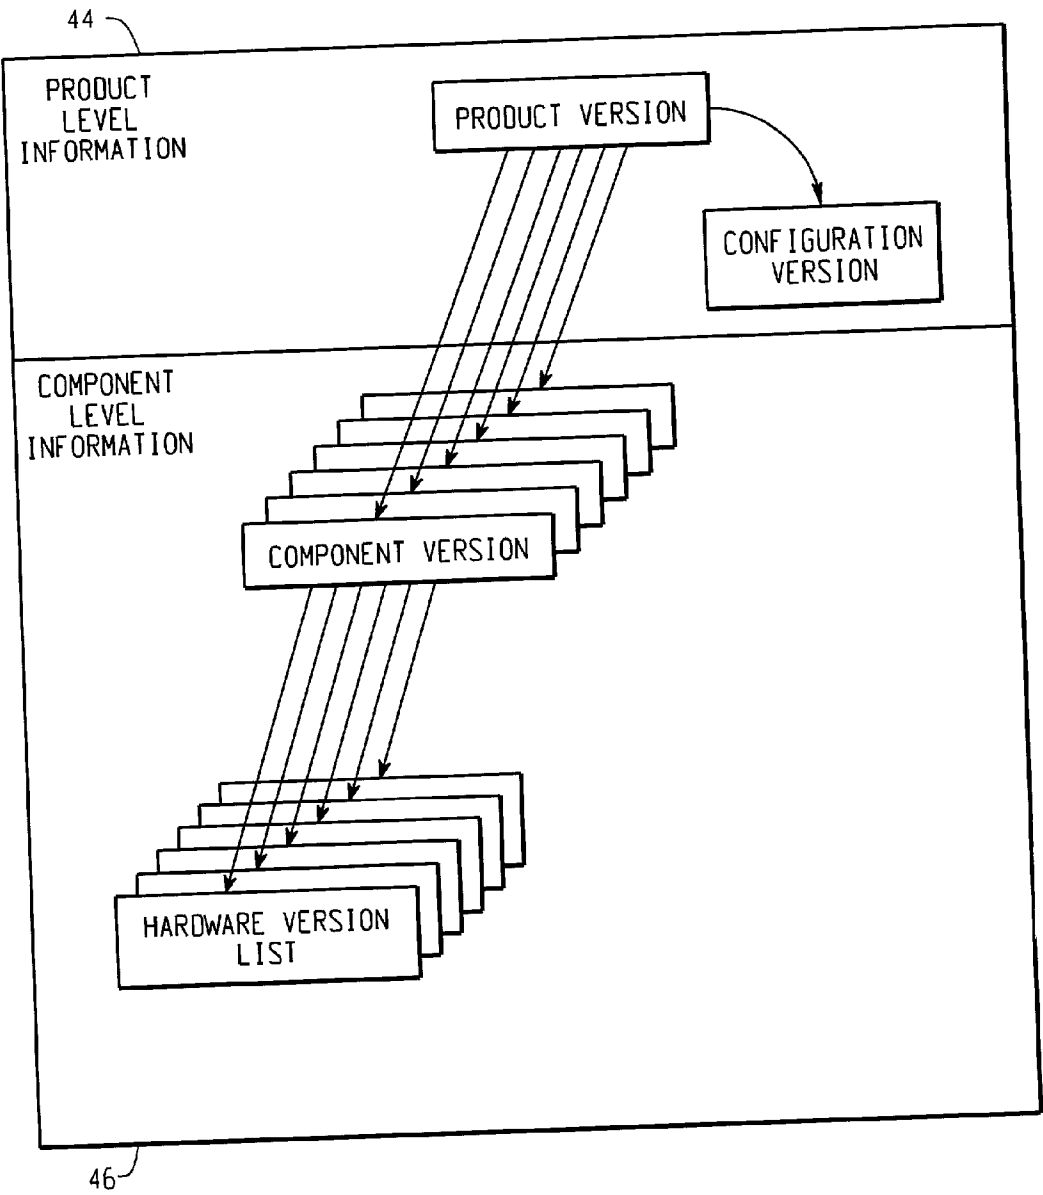 44
PRODUCT
LEVEL
INFORMATION
PRODUCT VERSION
CONFIGURATION
VERSION
COMPONENT
LEVEL
INFORMATION
COMPONENT VERSION
HARDWARE VERSION
LIST
46